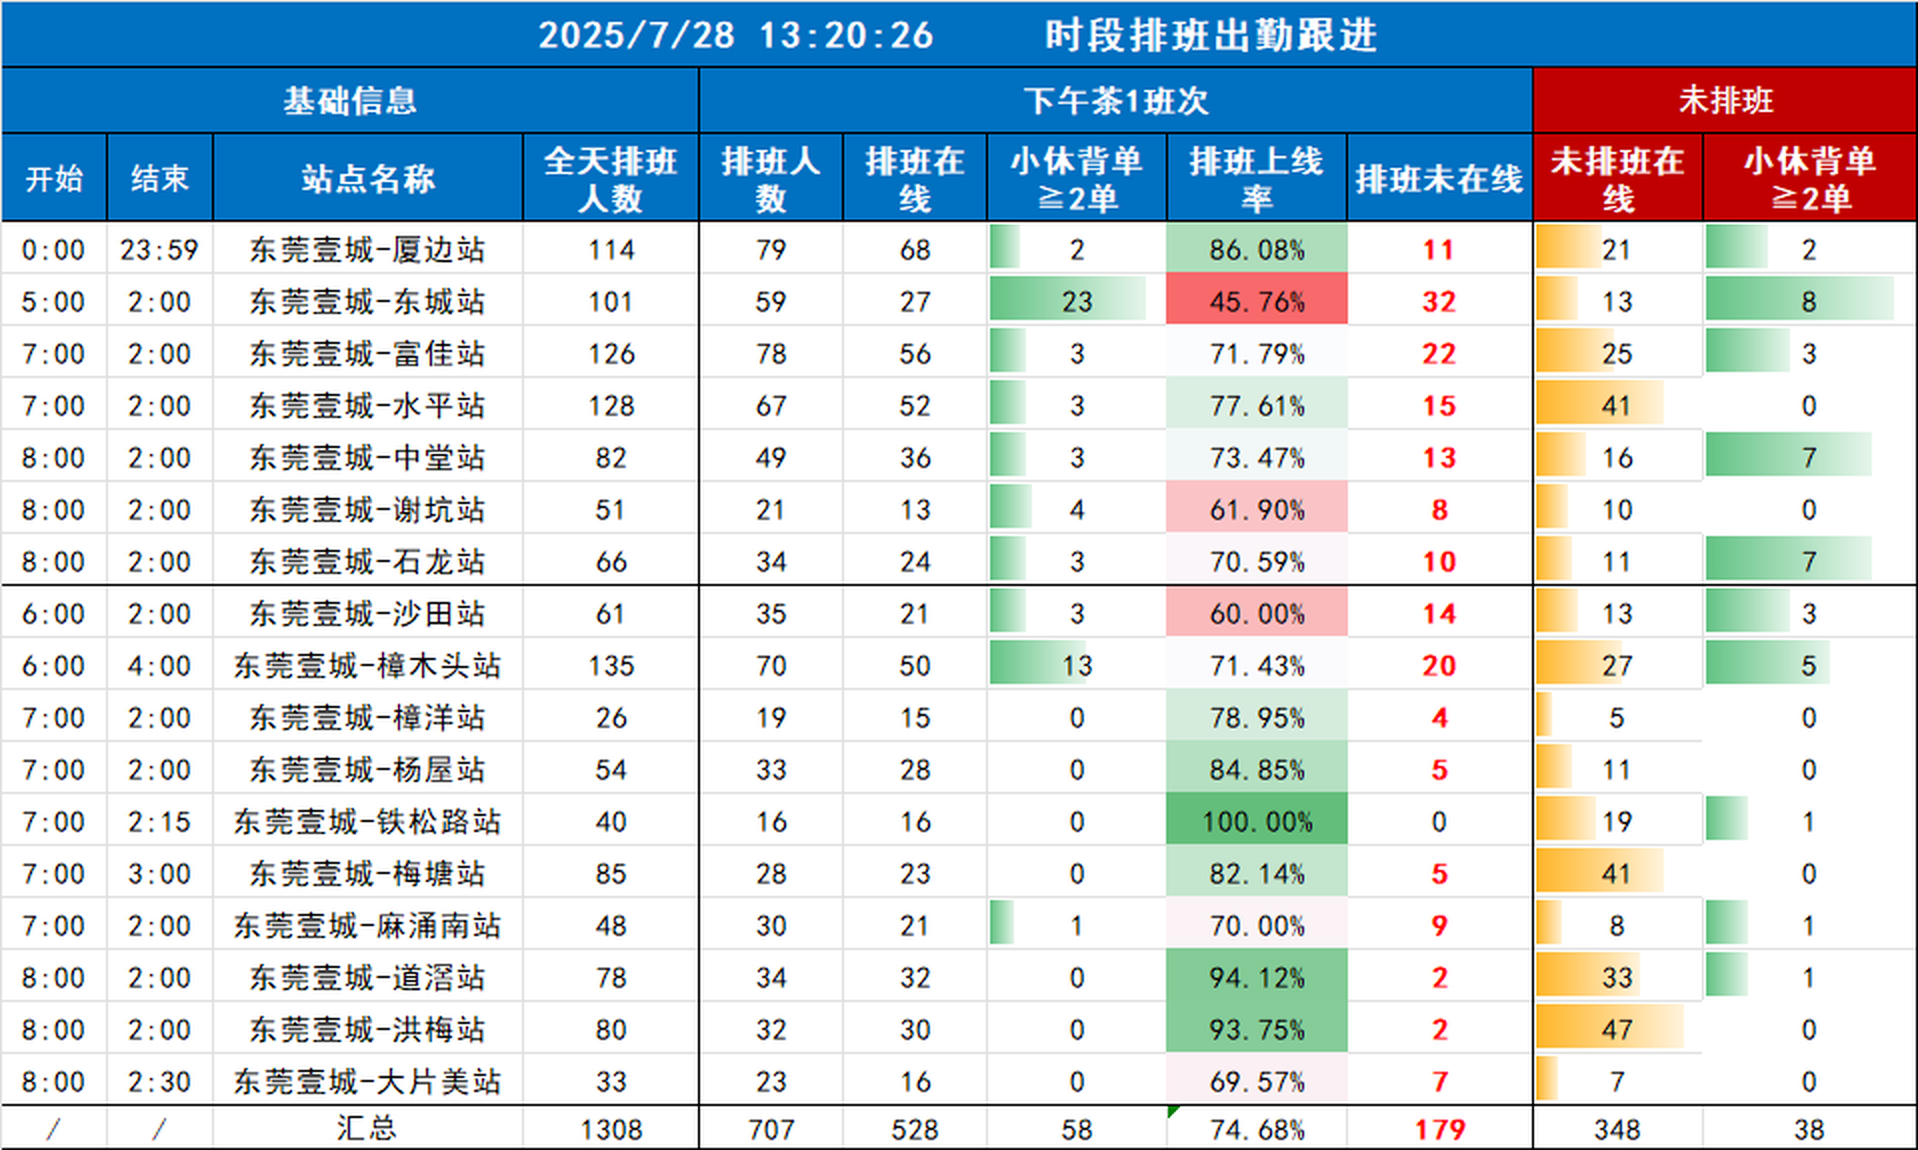 2025/7/28 13:20:26 时段排班出勤跟进
基础信息 下午茶1班次 未排班
开始 结束 站点名称 全天排班人数 排班人数 排班在线 小休背单≧2单 排班上线率 排班未在线 未排班在线 小休背单≧2单
0:00 23:59 东莞壹城-厦边站 114 79 68 2 86.08% 11 21 2
5:00 2:00 东莞壹城-东城站 101 59 27 23 45.76% 32 13 8
7:00 2:00 东莞壹城-富佳站 126 78 56 3 71.79% 22 25 3
7:00 2:00 东莞壹城-水平站 128 67 52 3 77.61% 15 41 0
8:00 2:00 东莞壹城-中堂站 82 49 36 3 73.47% 13 16 7
8:00 2:00 东莞壹城-谢坑站 51 21 13 4 61.90% 8 10 0
8:00 2:00 东莞壹城-石龙站 66 34 24 3 70.59% 10 11 7
6:00 2:00 东莞壹城-沙田站 61 35 21 3 60.00% 14 13 3
6:00 4:00 东莞壹城-樟木头站 135 70 50 13 71.43% 20 27 5
7:00 2:00 东莞壹城-樟洋站 26 19 15 0 78.95% 4 5 0
7:00 2:00 东莞壹城-杨屋站 54 33 28 0 84.85% 5 11 0
7:00 2:15 东莞壹城-铁松路站 40 16 16 0 100.00% 0 19 1
7:00 3:00 东莞壹城-梅塘站 85 28 23 0 82.14% 5 41 0
7:00 2:00 东莞壹城-麻涌南站 48 30 21 1 70.00% 9 8 1
8:00 2:00 东莞壹城-道滘站 78 34 32 0 94.12% 2 33 1
8:00 2:00 东莞壹城-洪梅站 80 32 30 0 93.75% 2 47 0
8:00 2:30 东莞壹城-大片美站 33 23 16 0 69.57% 7 7 0
/ / 汇总 1308 707 528 58 74.68% 179 348 38